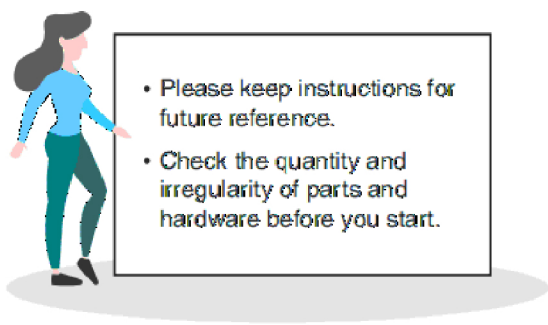 • Please keep instructions for
future reference.
• Check the quantity and
irregularity of parts and
hardware before you start.